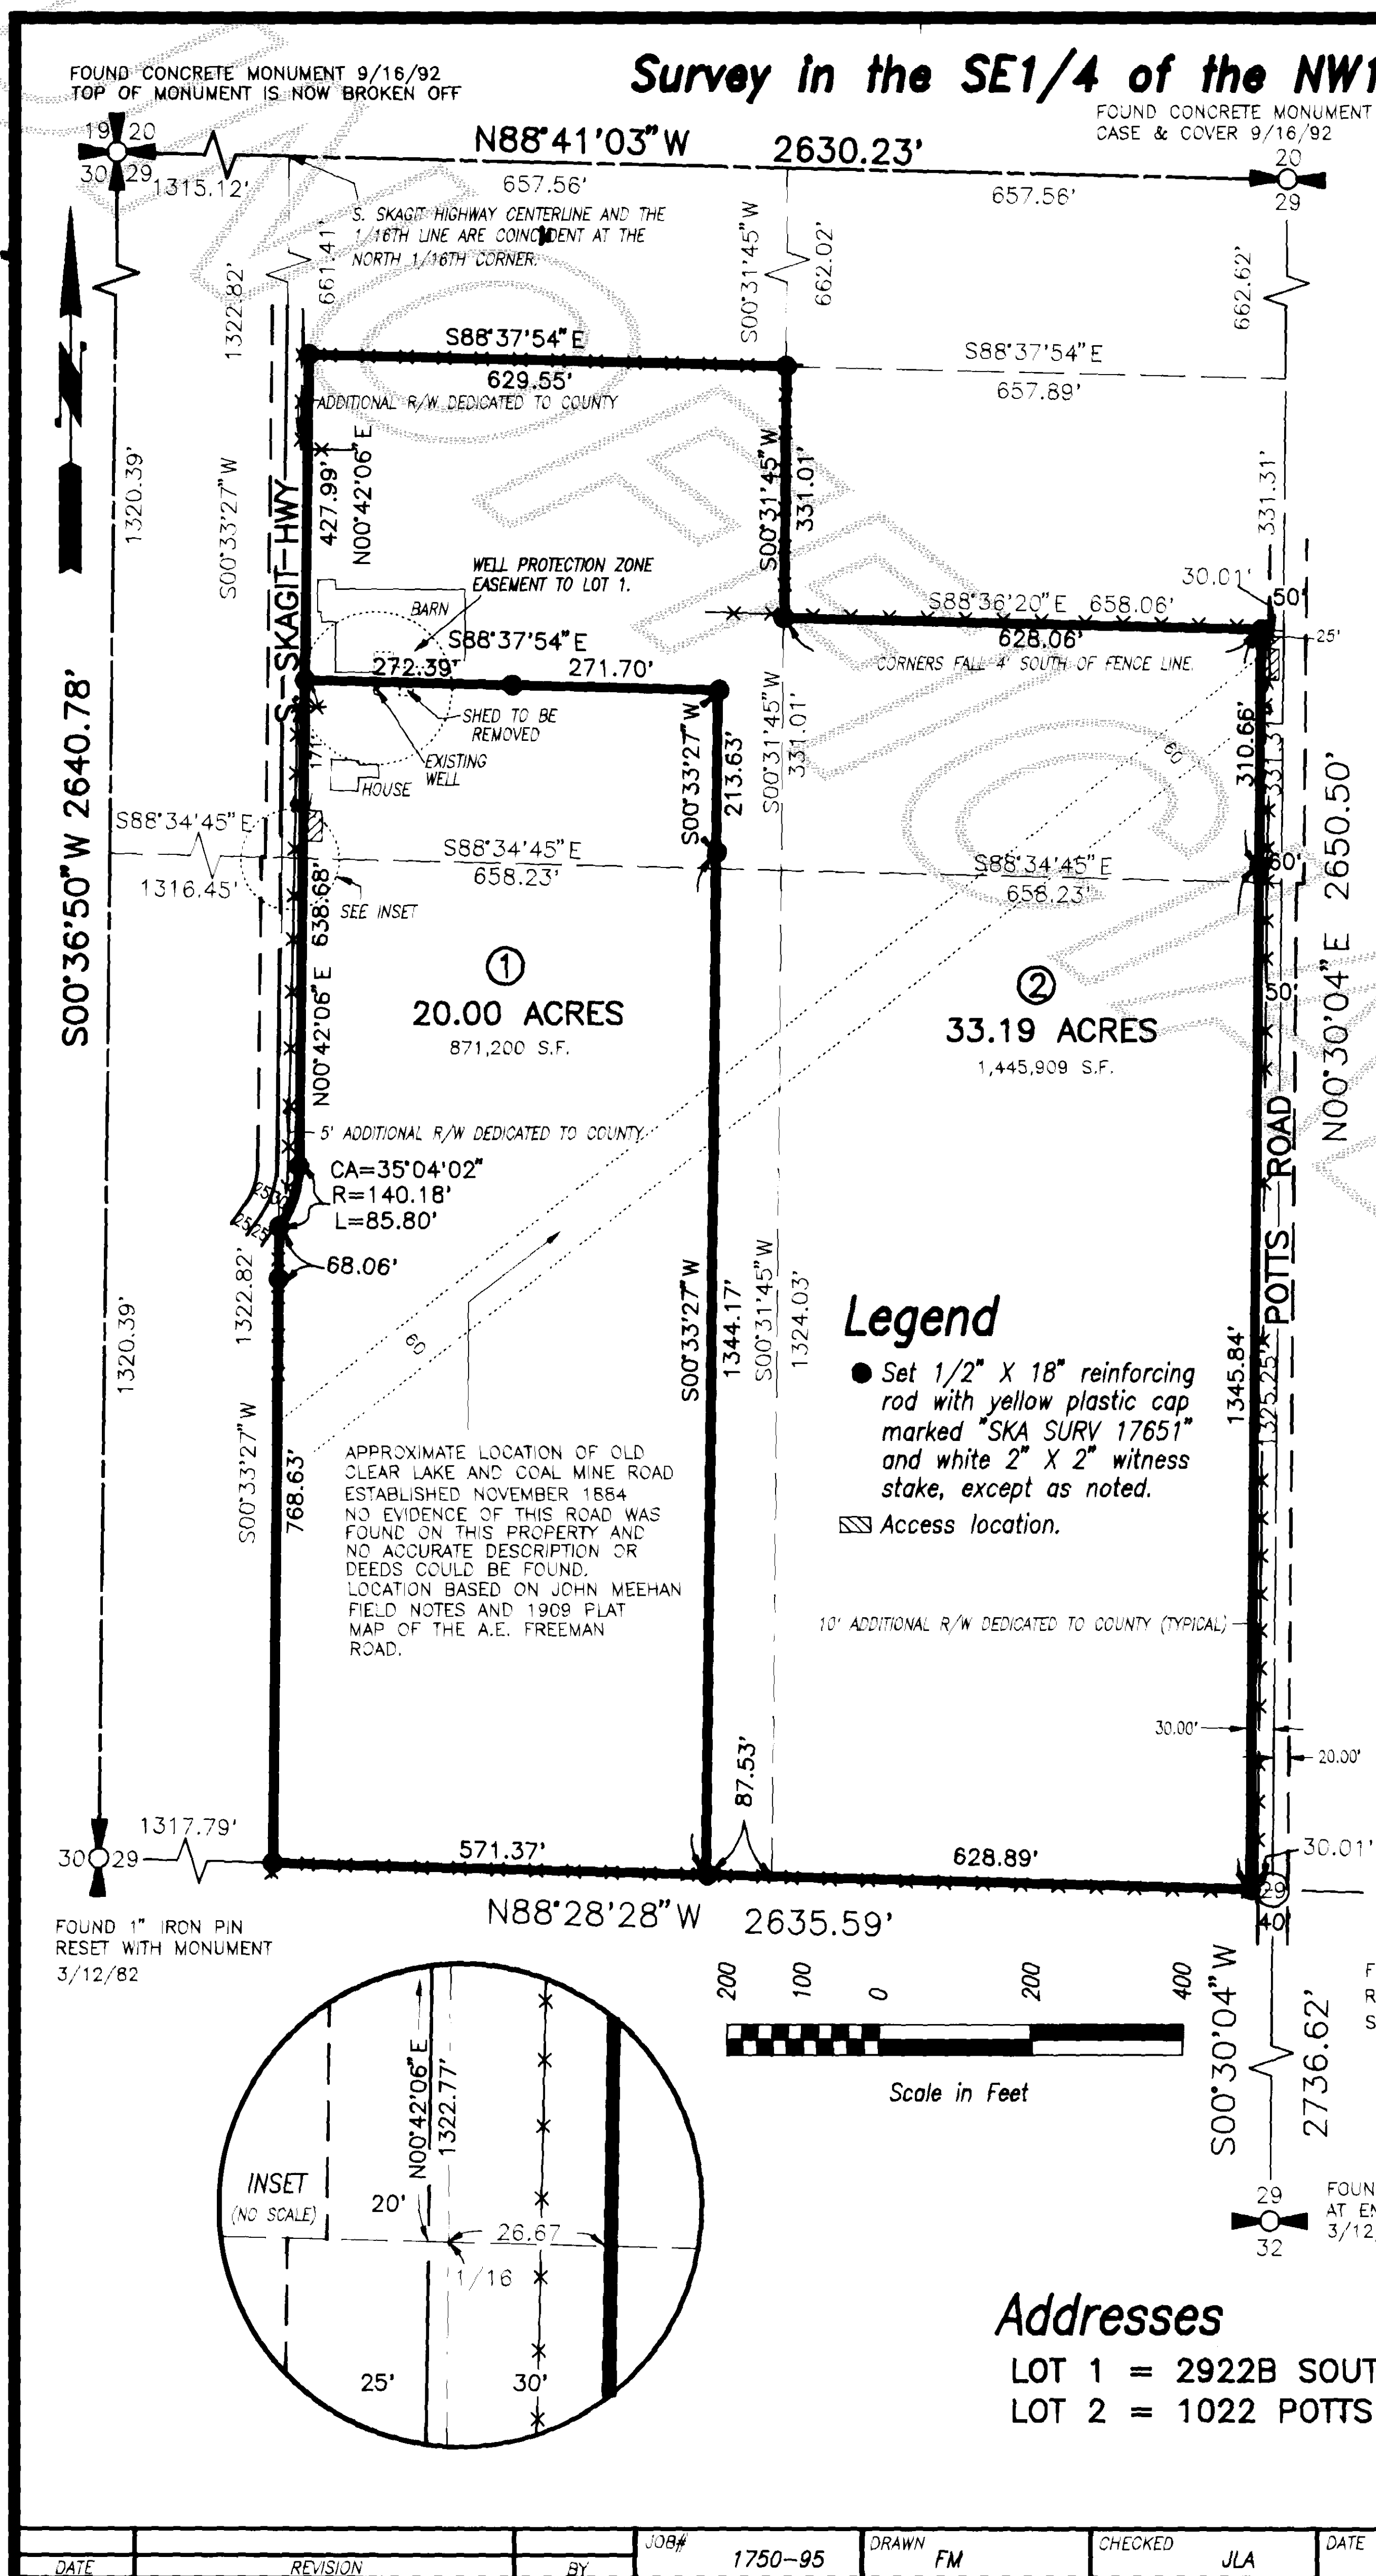 Survey in the SE1/4 of the NW1
FOUND CONCRETE MONUMENT 9/16/92
TOP OF MONUMENT IS NOW BROKEN OFF
FOUND CONCRETE MONUMENT
CASE & COVER 9/16/92
19 20
30 29
N88°41'03"W 2630.23'
20
29
1315.12'
657.56'
657.56'
S. SKAGIT HIGHWAY CENTERLINE AND THE
1/16TH LINE ARE COINCIDENT AT THE
NORTH 1/16TH CORNER.
1322.82'
661.41'
S00°31'45"W
662.02'
662.62'
S88°37'54"E
629.55'
S88°37'54"E
657.89'
ADDITIONAL R/W DEDICATED TO COUNTY
1320.39'
S00°33'27"W
S. SKAGIT HWY
427.99'
N00°42'06"E
S00°31'45"W
331.01'
331.31'
WELL PROTECTION ZONE
EASEMENT TO LOT 1.
BARN
30.01'
50'
S88°36'20"E 658.06'
628.06'
25'
CORNERS FALL 4' SOUTH OF FENCE LINE.
S88°37'54"E
272.39'
271.70'
SHED TO BE
REMOVED
EXISTING
WELL
HOUSE
171'
S00°33'27"W
213.63'
S00°31'45"W
331.01'
60
310.66'
331.31'
S00°36'50"W 2640.78'
N00°30'04"E 2650.50'
S88°34'45"E
1316.45'
S88°34'45"E
658.23'
S88°34'45"E
658.23'
60'
SEE INSET
N00°42'06"E 638.68'
1
20.00 ACRES
871,200 S.F.
2
33.19 ACRES
1,445,909 S.F.
50'
POTTS ROAD
5' ADDITIONAL R/W DEDICATED TO COUNTY
CA=35°04'02"
R=140.18'
L=85.80'
25 30
25 25
68.06'
1322.82'
1320.39'
S00°33'27"W
768.63'
60
S00°33'27"W
1344.17'
S00°31'45"W
1324.03'
1345.84'
1325.25'
Legend
Set 1/2" X 18" reinforcing
rod with yellow plastic cap
marked "SKA SURV 17651"
and white 2" X 2" witness
stake, except as noted.
Access location.
APPROXIMATE LOCATION OF OLD
CLEAR LAKE AND COAL MINE ROAD
ESTABLISHED NOVEMBER 1884
NO EVIDENCE OF THIS ROAD WAS
FOUND ON THIS PROPERTY AND
NO ACCURATE DESCRIPTION OR
DEEDS COULD BE FOUND.
LOCATION BASED ON JOHN MEEHAN
FIELD NOTES AND 1909 PLAT
MAP OF THE A.E. FREEMAN
ROAD.
10' ADDITIONAL R/W DEDICATED TO COUNTY (TYPICAL)
30.00'
20.00'
87.53'
1317.79'
30 29
571.37'
628.89'
30.01'
29
40'
N88°28'28"W 2635.59'
FOUND 1" IRON PIN
RESET WITH MONUMENT
3/12/82
200 100 0 200 400
Scale in Feet
S00°30'04"W
2736.62'
F
R
S
INSET
(NO SCALE)
N00°42'06"E
1322.77'
20'
26.67
1/16
25'
30'
29
32
FOUN
AT EN
3/12
Addresses
LOT 1 = 2922B SOUT
LOT 2 = 1022 POTTS
DATE
REVISION
BY
JOB#
1750-95
DRAWN
FM
CHECKED
JLA
DATE